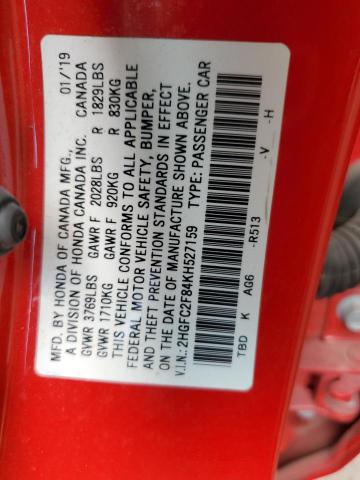 MFD. BY HONDA OF CANADA MFG., 01/'19
A DIVISION OF HONDA CANADA INC. CANADA
GVWR 3769LBS GAWR F 2028LBS R 1829LBS
GVWR 1710KG GAWR F 920KG R 830KG
THIS VEHICLE CONFORMS TO ALL APPLICABLE
FEDERAL MOTOR VEHICLE SAFETY, BUMPER,
AND THEFT PREVENTION STANDARDS IN EFFECT
ON THE DATE OF MANUFACTURE SHOWN ABOVE.
V.I.N.: 2HGFC2F84KH527159 TYPE: PASSENGER CAR
TBD K AG6 -R513 -V -H